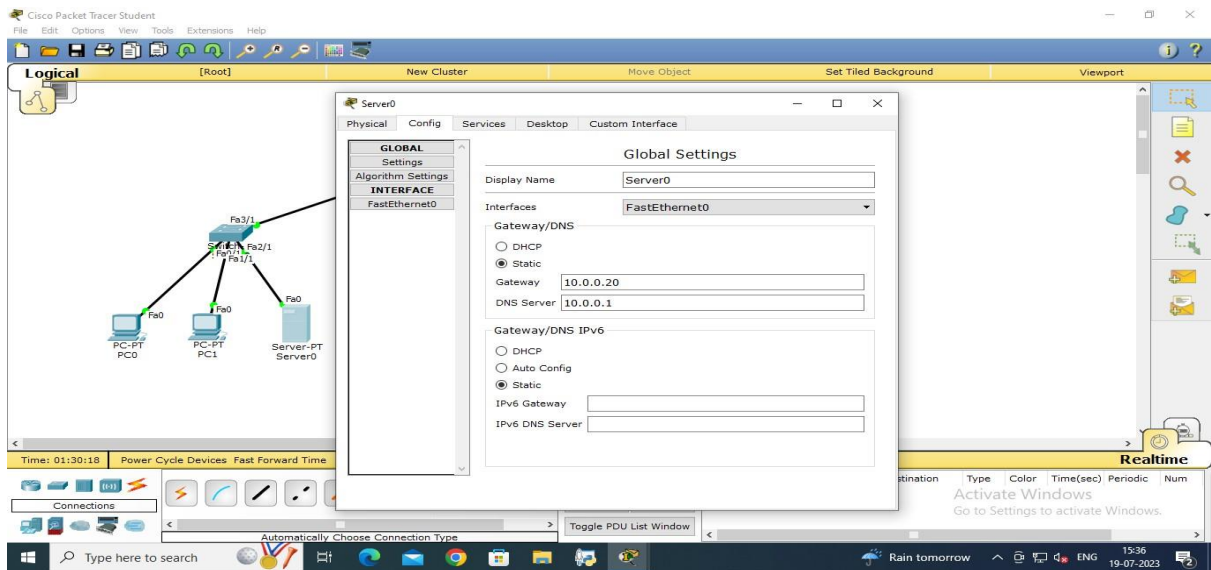 Cisco Packet Tracer Student
File Edit Options View Tools Extensions Help
Logical [Root] New Cluster Move Object Set Tiled Background Viewport
Server0
Physical Config Services Desktop Custom Interface
GLOBAL
Settings
Algorithm Settings
INTERFACE
FastEthernet0
Global Settings
Display Name Server0
Interfaces FastEthernet0
Gateway/DNS
DHCP
Static
Gateway 10.0.0.20
DNS Server 10.0.0.1
Gateway/DNS IPv6
DHCP
Auto Config
Static
IPv6 Gateway
IPv6 DNS Server
Fa3/1
Fa2/1
Fa1/1
Fa0
Fa0
Fa0
PC-PT
PC0
PC-PT
PC1
Server-PT
Server0
Time: 01:30:18 Power Cycle Devices Fast Forward Time Realtime
Connections
Automatically Choose Connection Type
Toggle PDU List Window
stination Type Color Time(sec) Periodic Num
Activate Windows
Go to Settings to activate Windows.
Type here to search
Rain tomorrow ENG 15:36
19-07-2023
2